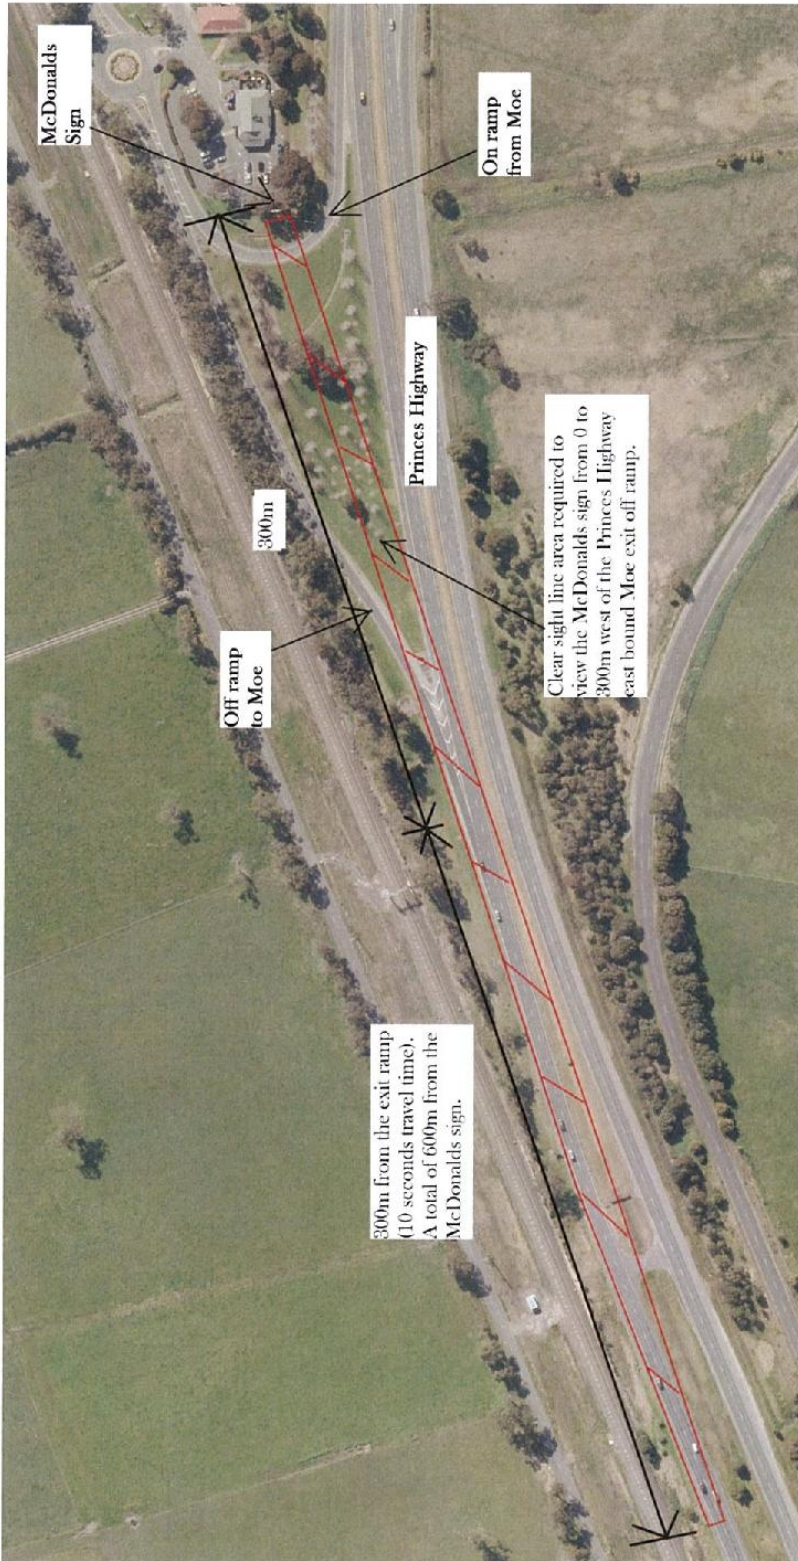 McDonalds
Sign
On ramp
from Moe
300m
Princes Highway
Off ramp
to Moe
Clear sight line area required to
view the McDonalds sign from 0 to
300m west of the Princes Highway
east bound Moe exit off ramp.
300m from the exit ramp
(10 seconds travel time).
A total of 600m from the
McDonalds sign.